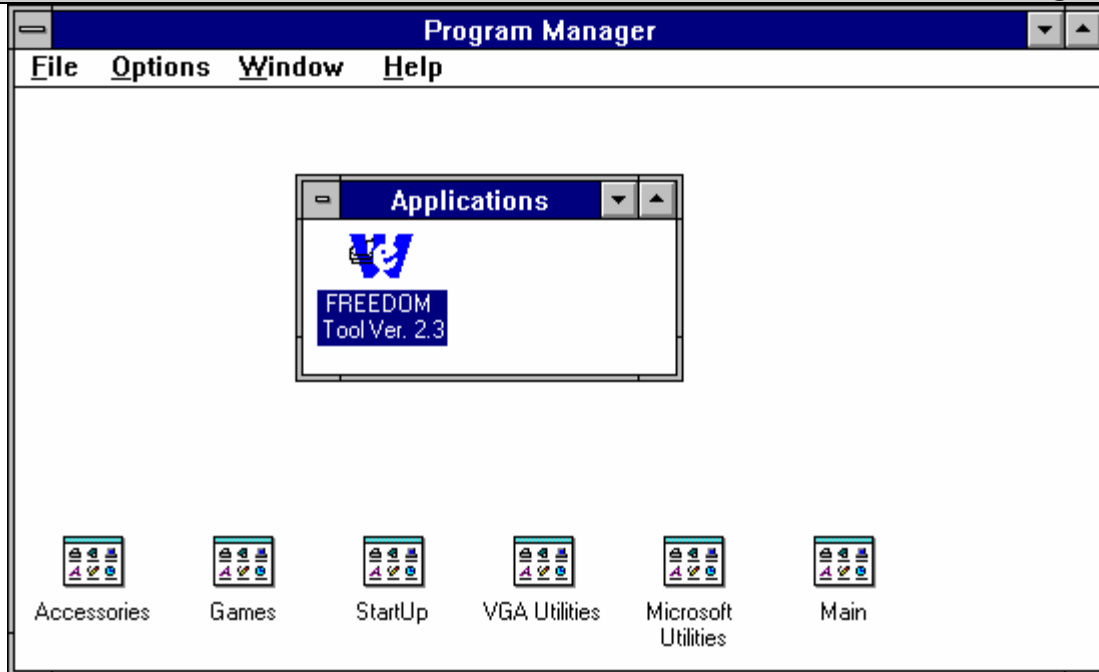 Program Manager
File Options Window Help
Applications
FREEDOM
Tool Ver. 2.3
Accessories Games StartUp VGA Utilities Microsoft Utilities Main